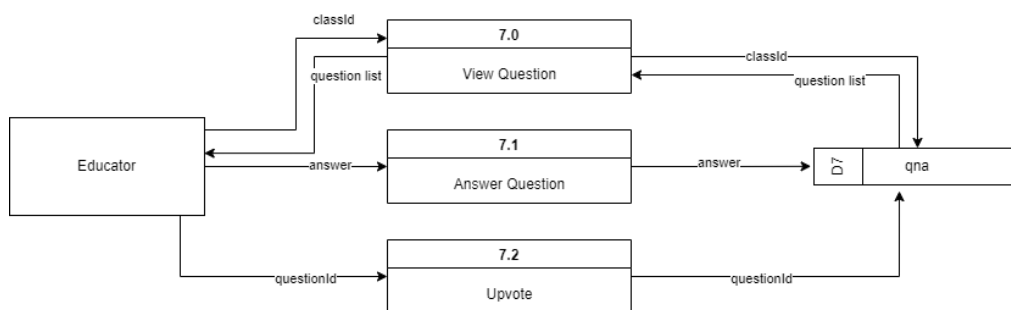 classId
7.0
View Question
classId
question list
question list
Educator
answer
7.1
Answer Question
answer
D7
qna
7.2
Upvote
questionId
questionId